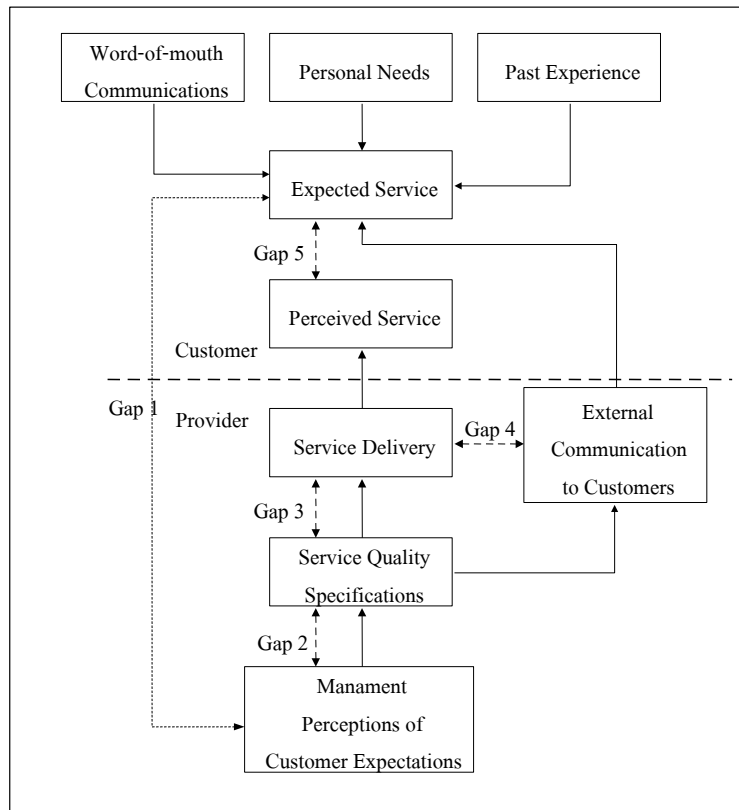 Word-of-mouth
Communications
Personal Needs
Past Experience
Expected Service
Gap 5
Perceived Service
Customer
Gap 1
Provider
Service Delivery
Gap 4
External
Communication
to Customers
Gap 3
Service Quality
Specifications
Gap 2
Manament
Perceptions of
Customer Expectations